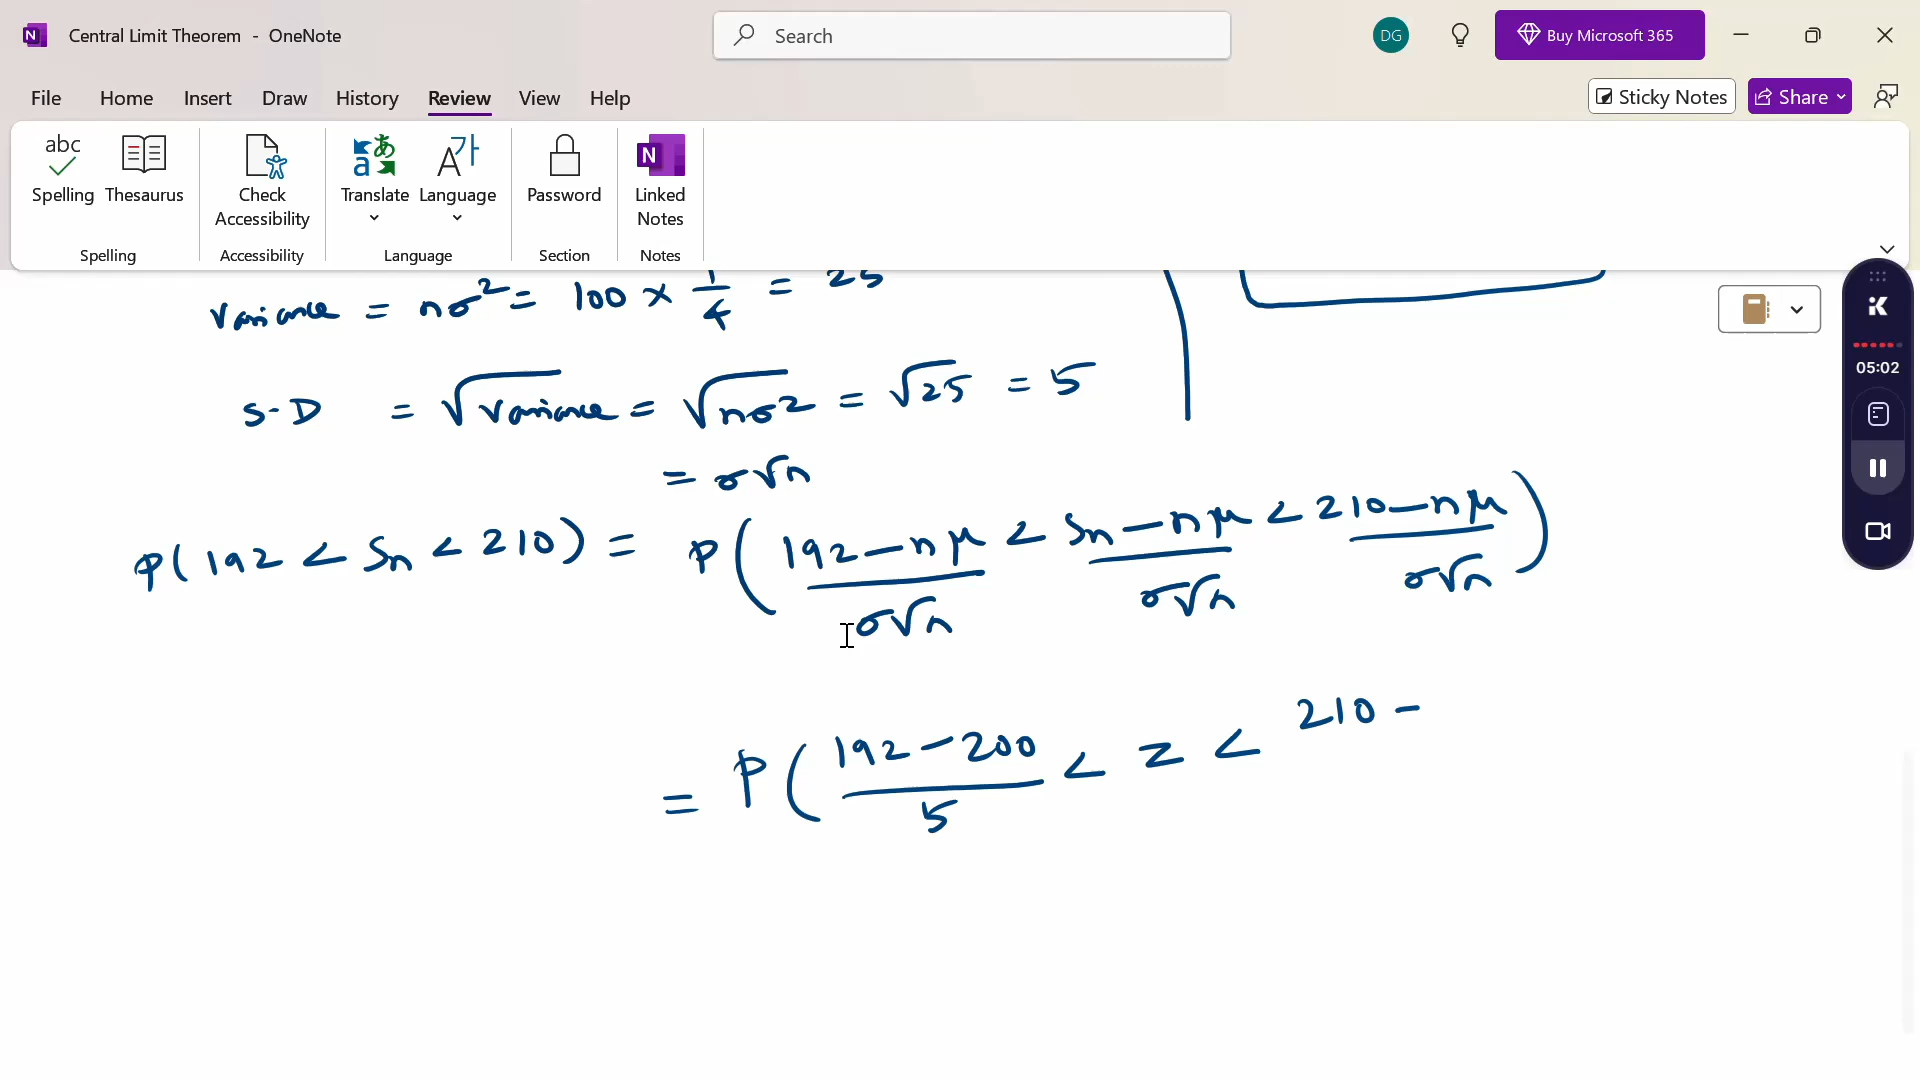 Central Limit Theorem - OneNote
Search
DG
Buy Microsoft 365
File Home Insert Draw History Review View Help
Sticky Notes
Share
abc
Spelling
Thesaurus
Check Accessibility
Translate
Language
Password
N
Linked Notes
Spelling
Accessibility
Language
Section
Notes
05:02
variance = nσ² = 100 × 1/4 = 25
S-D = √variance = √nσ² = √25 = 5
= σ√n
P(192 < Sn < 210) = P((192 - nμ)/σ√n < (Sn - nμ)/σ√n < (210 - nμ)/σ√n)
= P((192 - 200)/5 < z < 210 -